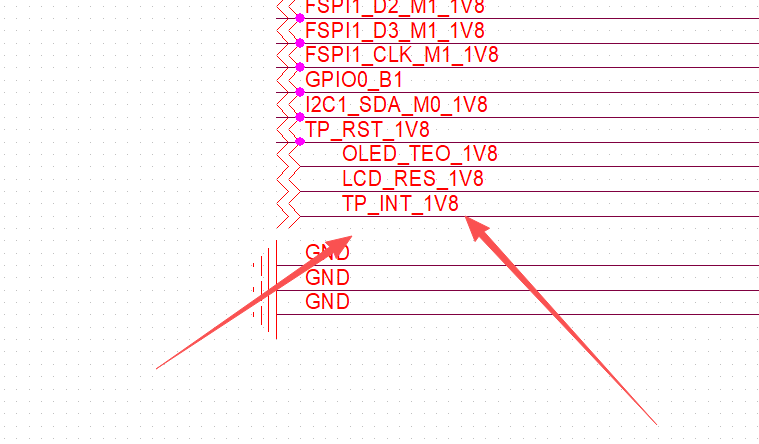 FSPI1_D2_M1_1V8
FSPI1_D3_M1_1V8
FSPI1_CLK_M1_1V8
GPIO0_B1
I2C1_SDA_M0_1V8
TP_RST_1V8
OLED_TEO_1V8
LCD_RES_1V8
TP_INT_1V8
GND
GND
GND